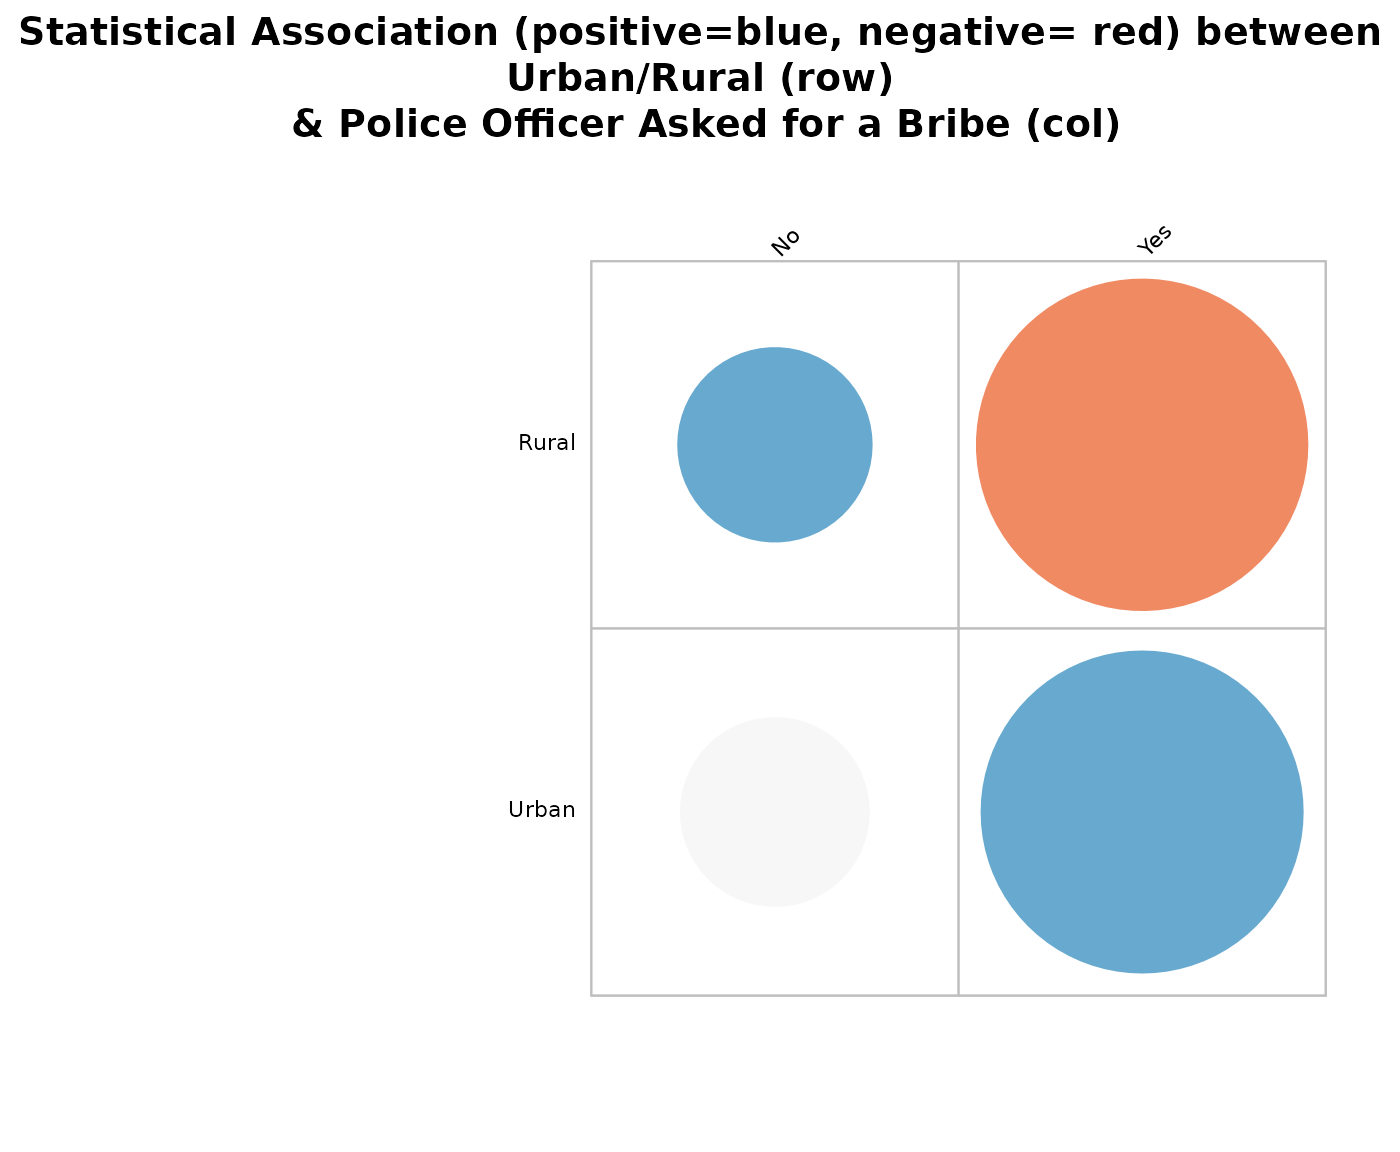 Statistical Association (positive=blue, negative= red) between
Urban/Rural (row)
& Police Officer Asked for a Bribe (col)
No
Yes
Rural
Urban